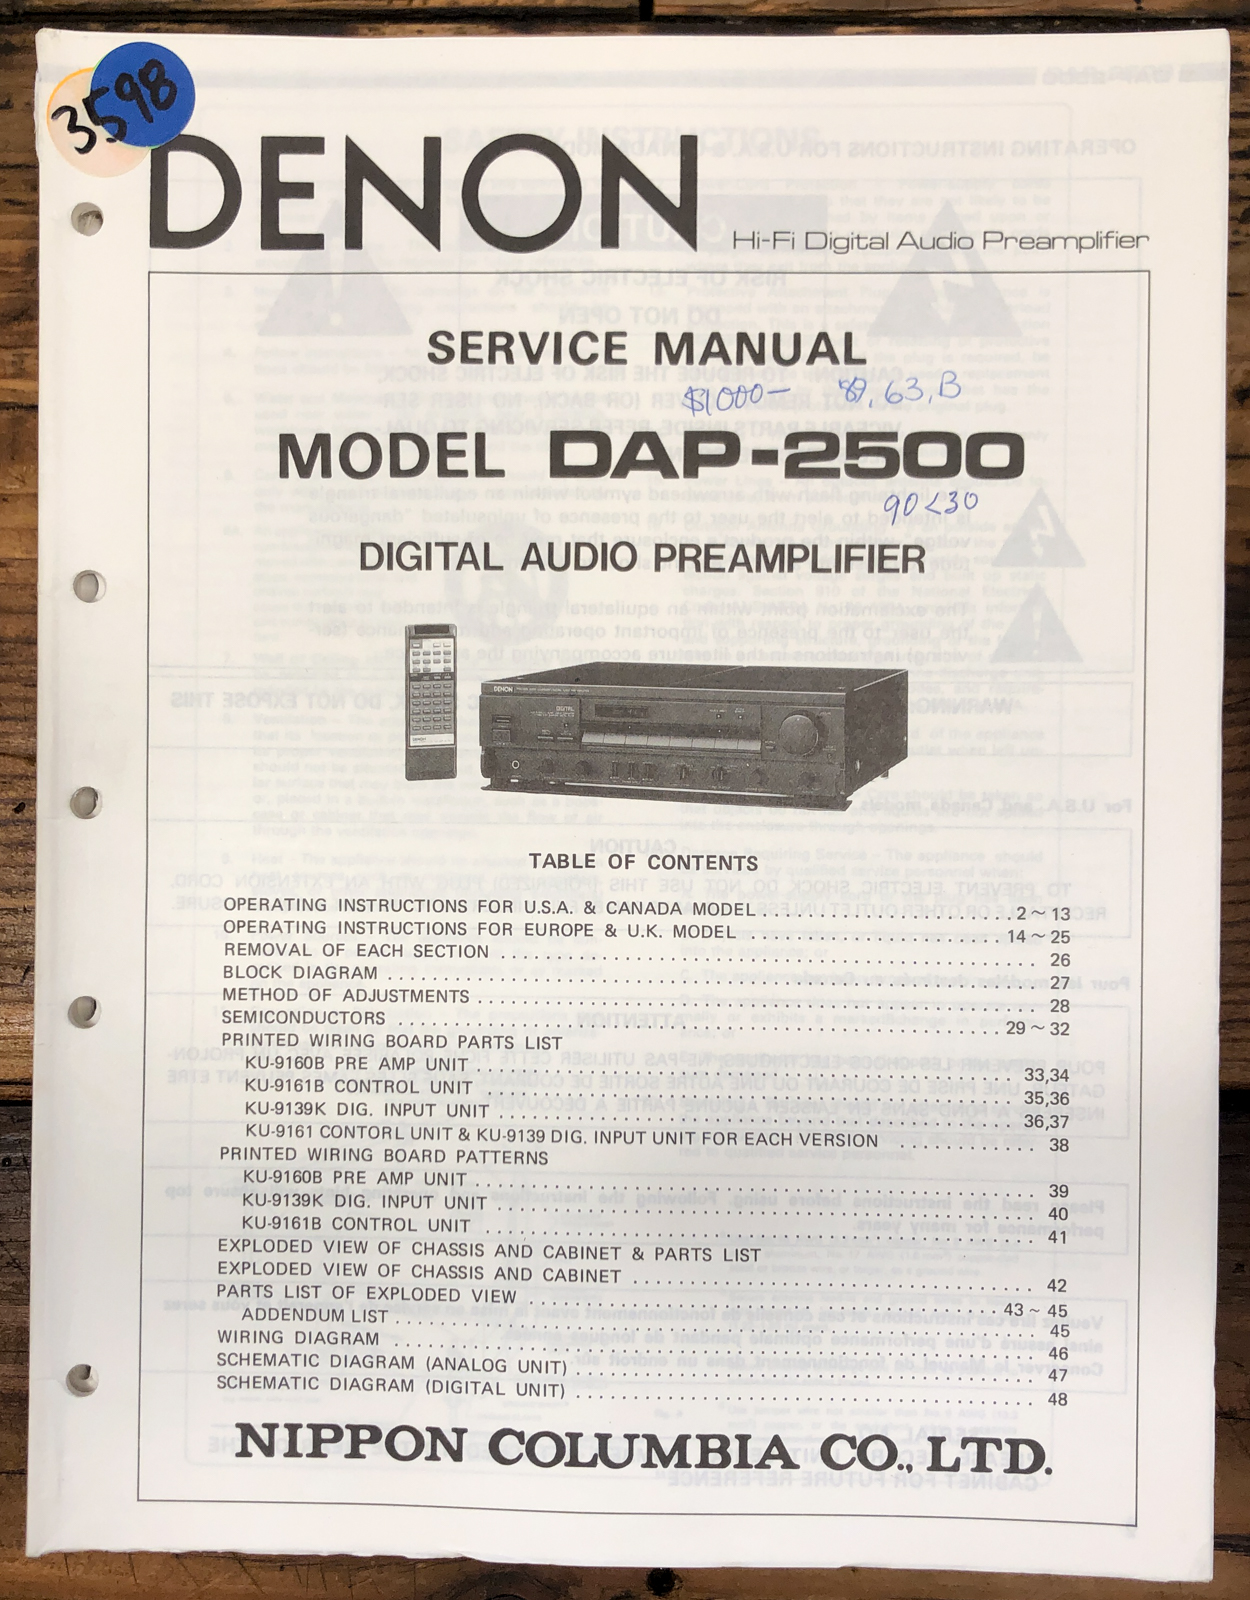 3598
DENON
Hi-Fi Digital Audio Preamplifier
SERVICE MANUAL
$1000- 89,63,B
MODEL DAP-2500
90<30
DIGITAL AUDIO PREAMPLIFIER
DENON
TABLE OF CONTENTS
OPERATING INSTRUCTIONS FOR U.S.A. & CANADA MODEL 2~13
OPERATING INSTRUCTIONS FOR EUROPE & U.K. MODEL 14~25
REMOVAL OF EACH SECTION 26
BLOCK DIAGRAM 27
METHOD OF ADJUSTMENTS 28
SEMICONDUCTORS 29~32
PRINTED WIRING BOARD PARTS LIST
KU-9160B PRE AMP UNIT 33,34
KU-9161B CONTROL UNIT 35,36
KU-9139K DIG. INPUT UNIT 36,37
KU-9161 CONTORL UNIT & KU-9139 DIG. INPUT UNIT FOR EACH VERSION 38
PRINTED WIRING BOARD PATTERNS
KU-9160B PRE AMP UNIT 39
KU-9139K DIG. INPUT UNIT 40
KU-9161B CONTROL UNIT 41
EXPLODED VIEW OF CHASSIS AND CABINET & PARTS LIST
EXPLODED VIEW OF CHASSIS AND CABINET 42
PARTS LIST OF EXPLODED VIEW 43~45
ADDENDUM LIST 45
WIRING DIAGRAM 46
SCHEMATIC DIAGRAM (ANALOG UNIT) 47
SCHEMATIC DIAGRAM (DIGITAL UNIT) 48
NIPPON COLUMBIA CO., LTD.